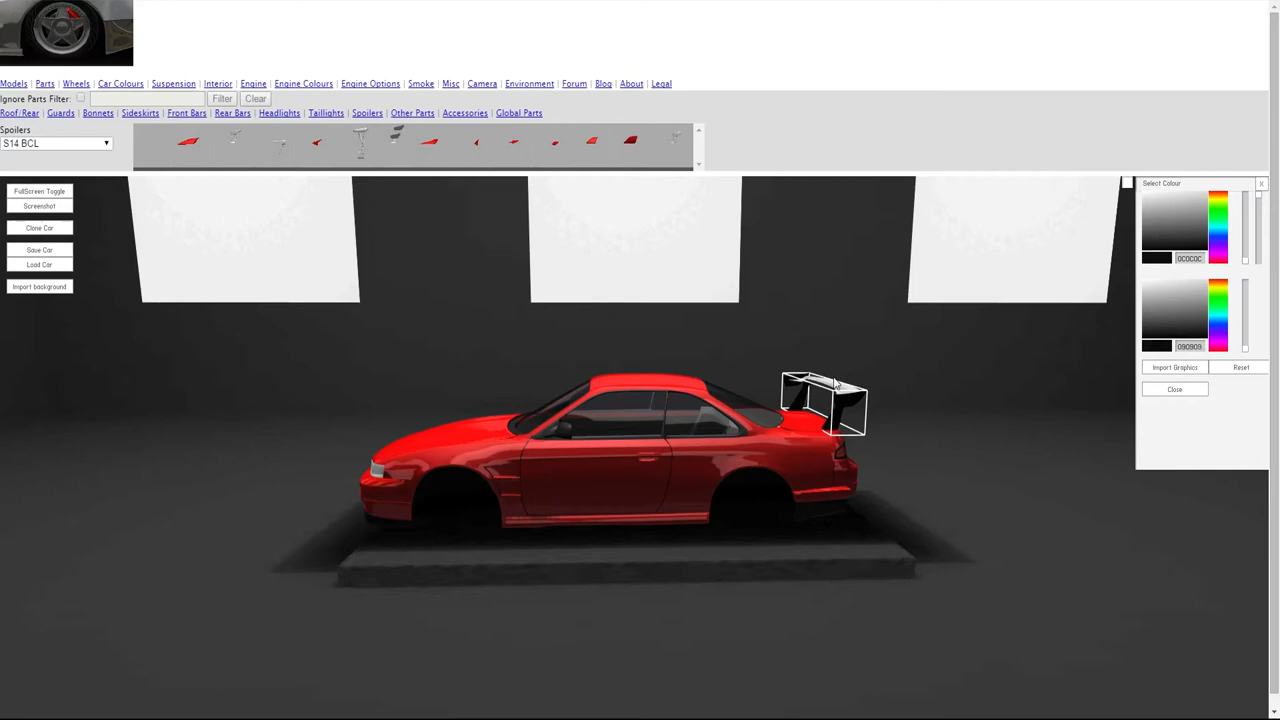 Models | Parts | Wheels | Car Colours | Suspension | Interior | Engine | Engine Colours | Engine Options | Smoke | Misc | Camera | Environment | Forum | Blog | About | Legal
Ignore Parts Filter: Filter Clear
Roof/Rear | Guards | Bonnets | Sideskirts | Front Bars | Rear Bars | Headlights | Taillights | Spoilers | Other Parts | Accessories | Global Parts
Spoilers
S14 BCL
FullScreen Toggle
Screenshot
Clone Car
Save Car
Load Car
Import background
Select Colour X
0C0C0C
090909
Import Graphics Reset
Close